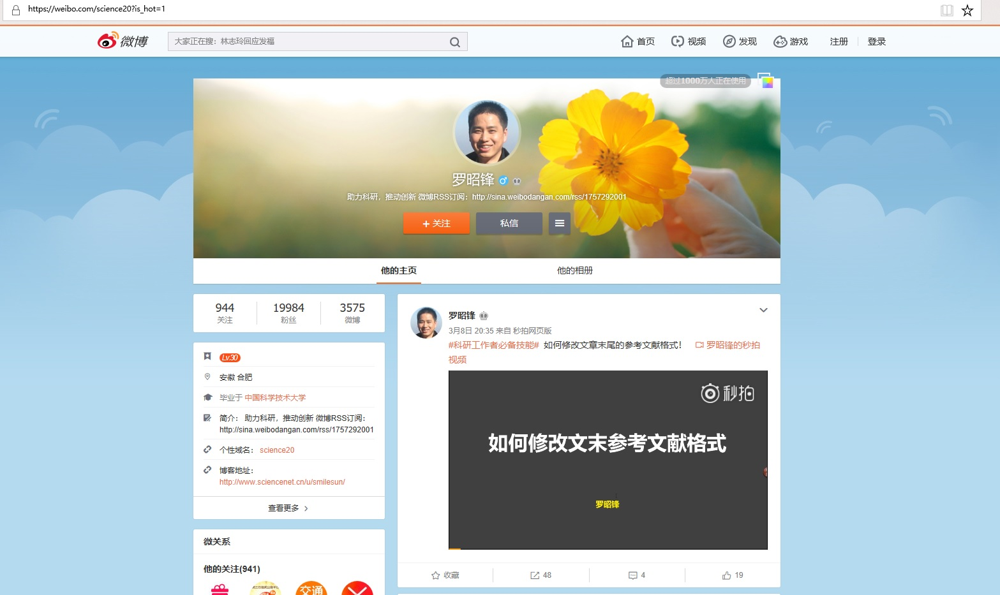 https://weibo.com/science20?is_hot=1
微博
大家正在搜：林志玲回应发福
首页
视频
发现
游戏
注册
登录
超过1000万人正在使用
罗昭锋
助力科研，推动创新 微博RSS订阅：http://sina.weibodangan.com/rss/1757292001
+ 关注
私信
他的主页
他的相册
944
关注
19984
粉丝
3575
微博
Lv.30
安徽 合肥
毕业于 中国科学技术大学
简介： 助力科研，推动创新 微博RSS订阅：
http://sina.weibodangan.com/rss/1757292001
个性域名： science20
博客地址：
http://www.sciencenet.cn/u/smilesun/
查看更多 >
微关系
他的关注(941)
交通
罗昭锋
3月8日 20:35 来自 秒拍网页版
#科研工作者必备技能# 如何修改文章末尾的参考文献格式！ 罗昭锋的秒拍
视频
秒拍
如何修改文末参考文献格式
罗昭锋
收藏
48
4
19